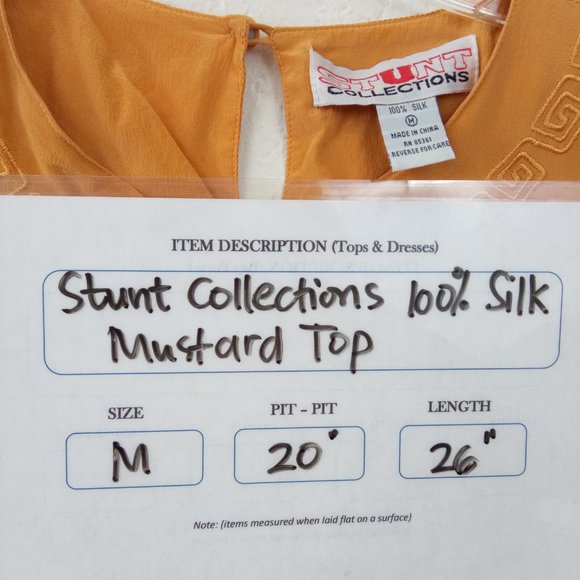 STUNT
COLLECTIONS
100% SILK
M
MADE IN CHINA
RN 85261
REVERSE FOR CARE
ITEM DESCRIPTION (Tops & Dresses)
Stunt Collections 100% Silk
Mustard Top
SIZE PIT – PIT LENGTH
M 20" 26"
Note: (items measured when laid flat on a surface)